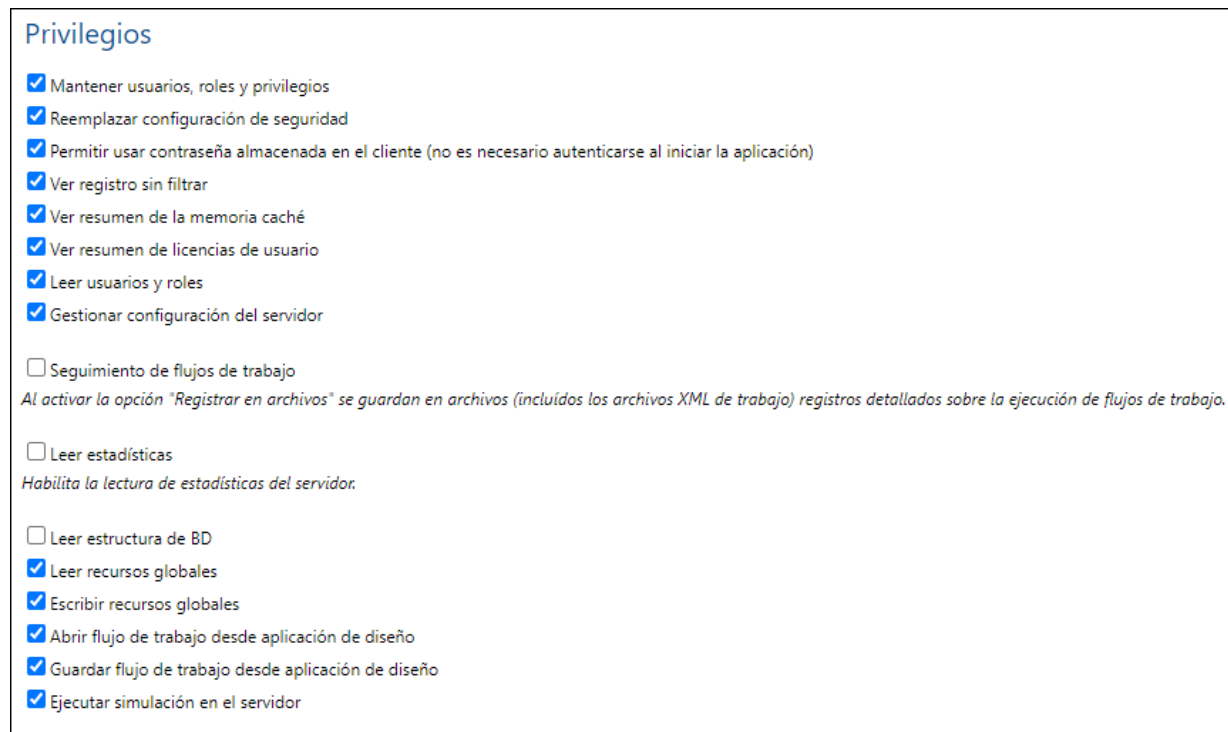 Privilegios
Mantener usuarios, roles y privilegios
Reemplazar configuración de seguridad
Permitir usar contraseña almacenada en el cliente (no es necesario autenticarse al iniciar la aplicación)
Ver registro sin filtrar
Ver resumen de la memoria caché
Ver resumen de licencias de usuario
Leer usuarios y roles
Gestionar configuración del servidor
Seguimiento de flujos de trabajo
Al activar la opción "Registrar en archivos" se guardan en archivos (incluídos los archivos XML de trabajo) registros detallados sobre la ejecución de flujos de trabajo.
Leer estadísticas
Habilita la lectura de estadísticas del servidor.
Leer estructura de BD
Leer recursos globales
Escribir recursos globales
Abrir flujo de trabajo desde aplicación de diseño
Guardar flujo de trabajo desde aplicación de diseño
Ejecutar simulación en el servidor